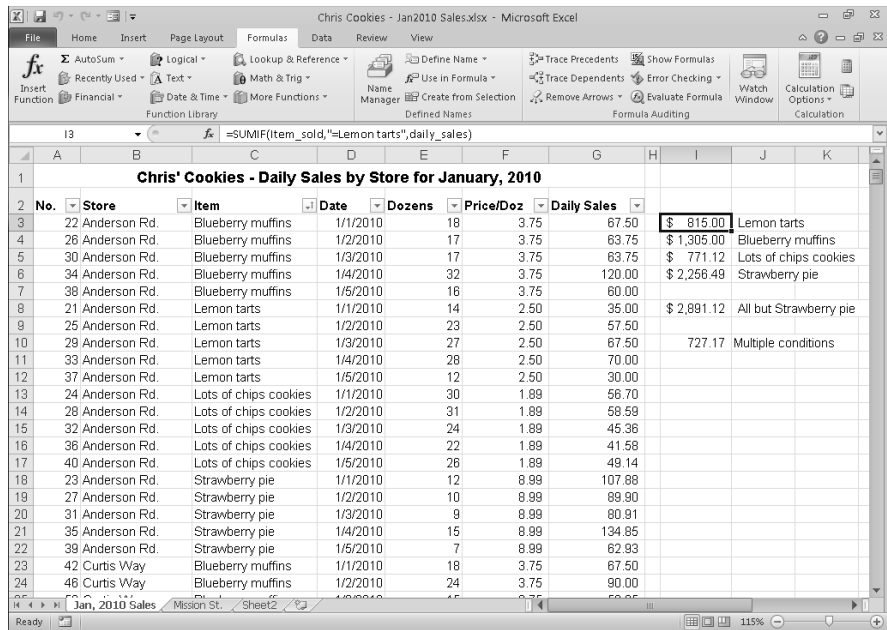 Chris Cookies - Jan2010 Sales.xlsx - Microsoft Excel
File Home Insert Page Layout Formulas Data Review View
fx Insert Function
Σ AutoSum
Recently Used
Financial
Logical
Text
Date & Time
Lookup & Reference
Math & Trig
More Functions
Function Library
Name Manager
Define Name
Use in Formula
Create from Selection
Defined Names
Trace Precedents
Trace Dependents
Remove Arrows
Show Formulas
Error Checking
Evaluate Formula
Formula Auditing
Watch Window
Calculation Options
Calculation
I3 fx =SUMIF(Item_sold,"=Lemon tarts",daily_sales)
A B C D E F G H I J K
1 Chris' Cookies - Daily Sales by Store for January, 2010
2 No. Store Item Date Dozens Price/Doz Daily Sales
3 22 Anderson Rd. Blueberry muffins 1/1/2010 18 3.75 67.50 $ 815.00 Lemon tarts
4 26 Anderson Rd. Blueberry muffins 1/2/2010 17 3.75 63.75 $ 1,305.00 Blueberry muffins
5 30 Anderson Rd. Blueberry muffins 1/3/2010 17 3.75 63.75 $ 771.12 Lots of chips cookies
6 34 Anderson Rd. Blueberry muffins 1/4/2010 32 3.75 120.00 $ 2,256.49 Strawberry pie
7 38 Anderson Rd. Blueberry muffins 1/5/2010 16 3.75 60.00
8 21 Anderson Rd. Lemon tarts 1/1/2010 14 2.50 35.00 $ 2,891.12 All but Strawberry pie
9 25 Anderson Rd. Lemon tarts 1/2/2010 23 2.50 57.50
10 29 Anderson Rd. Lemon tarts 1/3/2010 27 2.50 67.50 727.17 Multiple conditions
11 33 Anderson Rd. Lemon tarts 1/4/2010 28 2.50 70.00
12 37 Anderson Rd. Lemon tarts 1/5/2010 12 2.50 30.00
13 24 Anderson Rd. Lots of chips cookies 1/1/2010 30 1.89 56.70
14 28 Anderson Rd. Lots of chips cookies 1/2/2010 31 1.89 58.59
15 32 Anderson Rd. Lots of chips cookies 1/3/2010 24 1.89 45.36
16 36 Anderson Rd. Lots of chips cookies 1/4/2010 22 1.89 41.58
17 40 Anderson Rd. Lots of chips cookies 1/5/2010 26 1.89 49.14
18 23 Anderson Rd. Strawberry pie 1/1/2010 12 8.99 107.88
19 27 Anderson Rd. Strawberry pie 1/2/2010 10 8.99 89.90
20 31 Anderson Rd. Strawberry pie 1/3/2010 9 8.99 80.91
21 35 Anderson Rd. Strawberry pie 1/4/2010 15 8.99 134.85
22 39 Anderson Rd. Strawberry pie 1/5/2010 7 8.99 62.93
23 42 Curtis Way Blueberry muffins 1/1/2010 18 3.75 67.50
24 46 Curtis Way Blueberry muffins 1/2/2010 24 3.75 90.00
Jan, 2010 Sales Mission St. Sheet2
Ready 115%